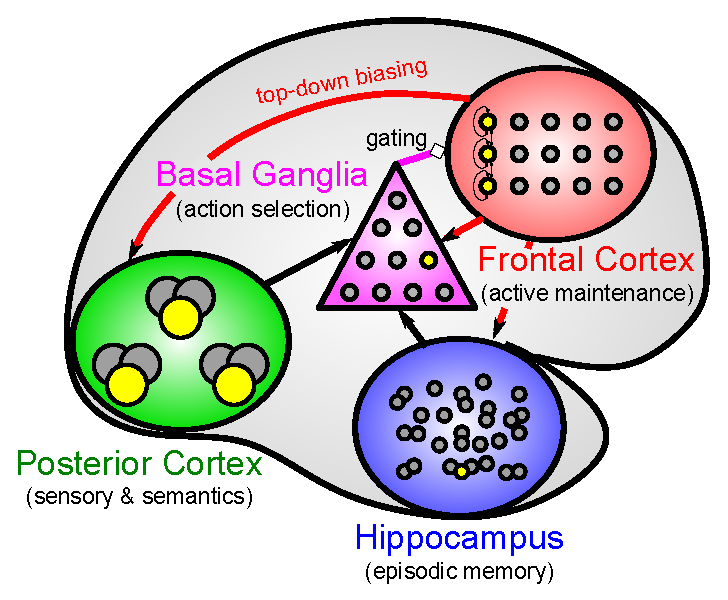 top-down biasing
gating
Basal Ganglia
(action selection)
Frontal Cortex
(active maintenance)
Posterior Cortex
(sensory & semantics)
Hippocampus
(episodic memory)